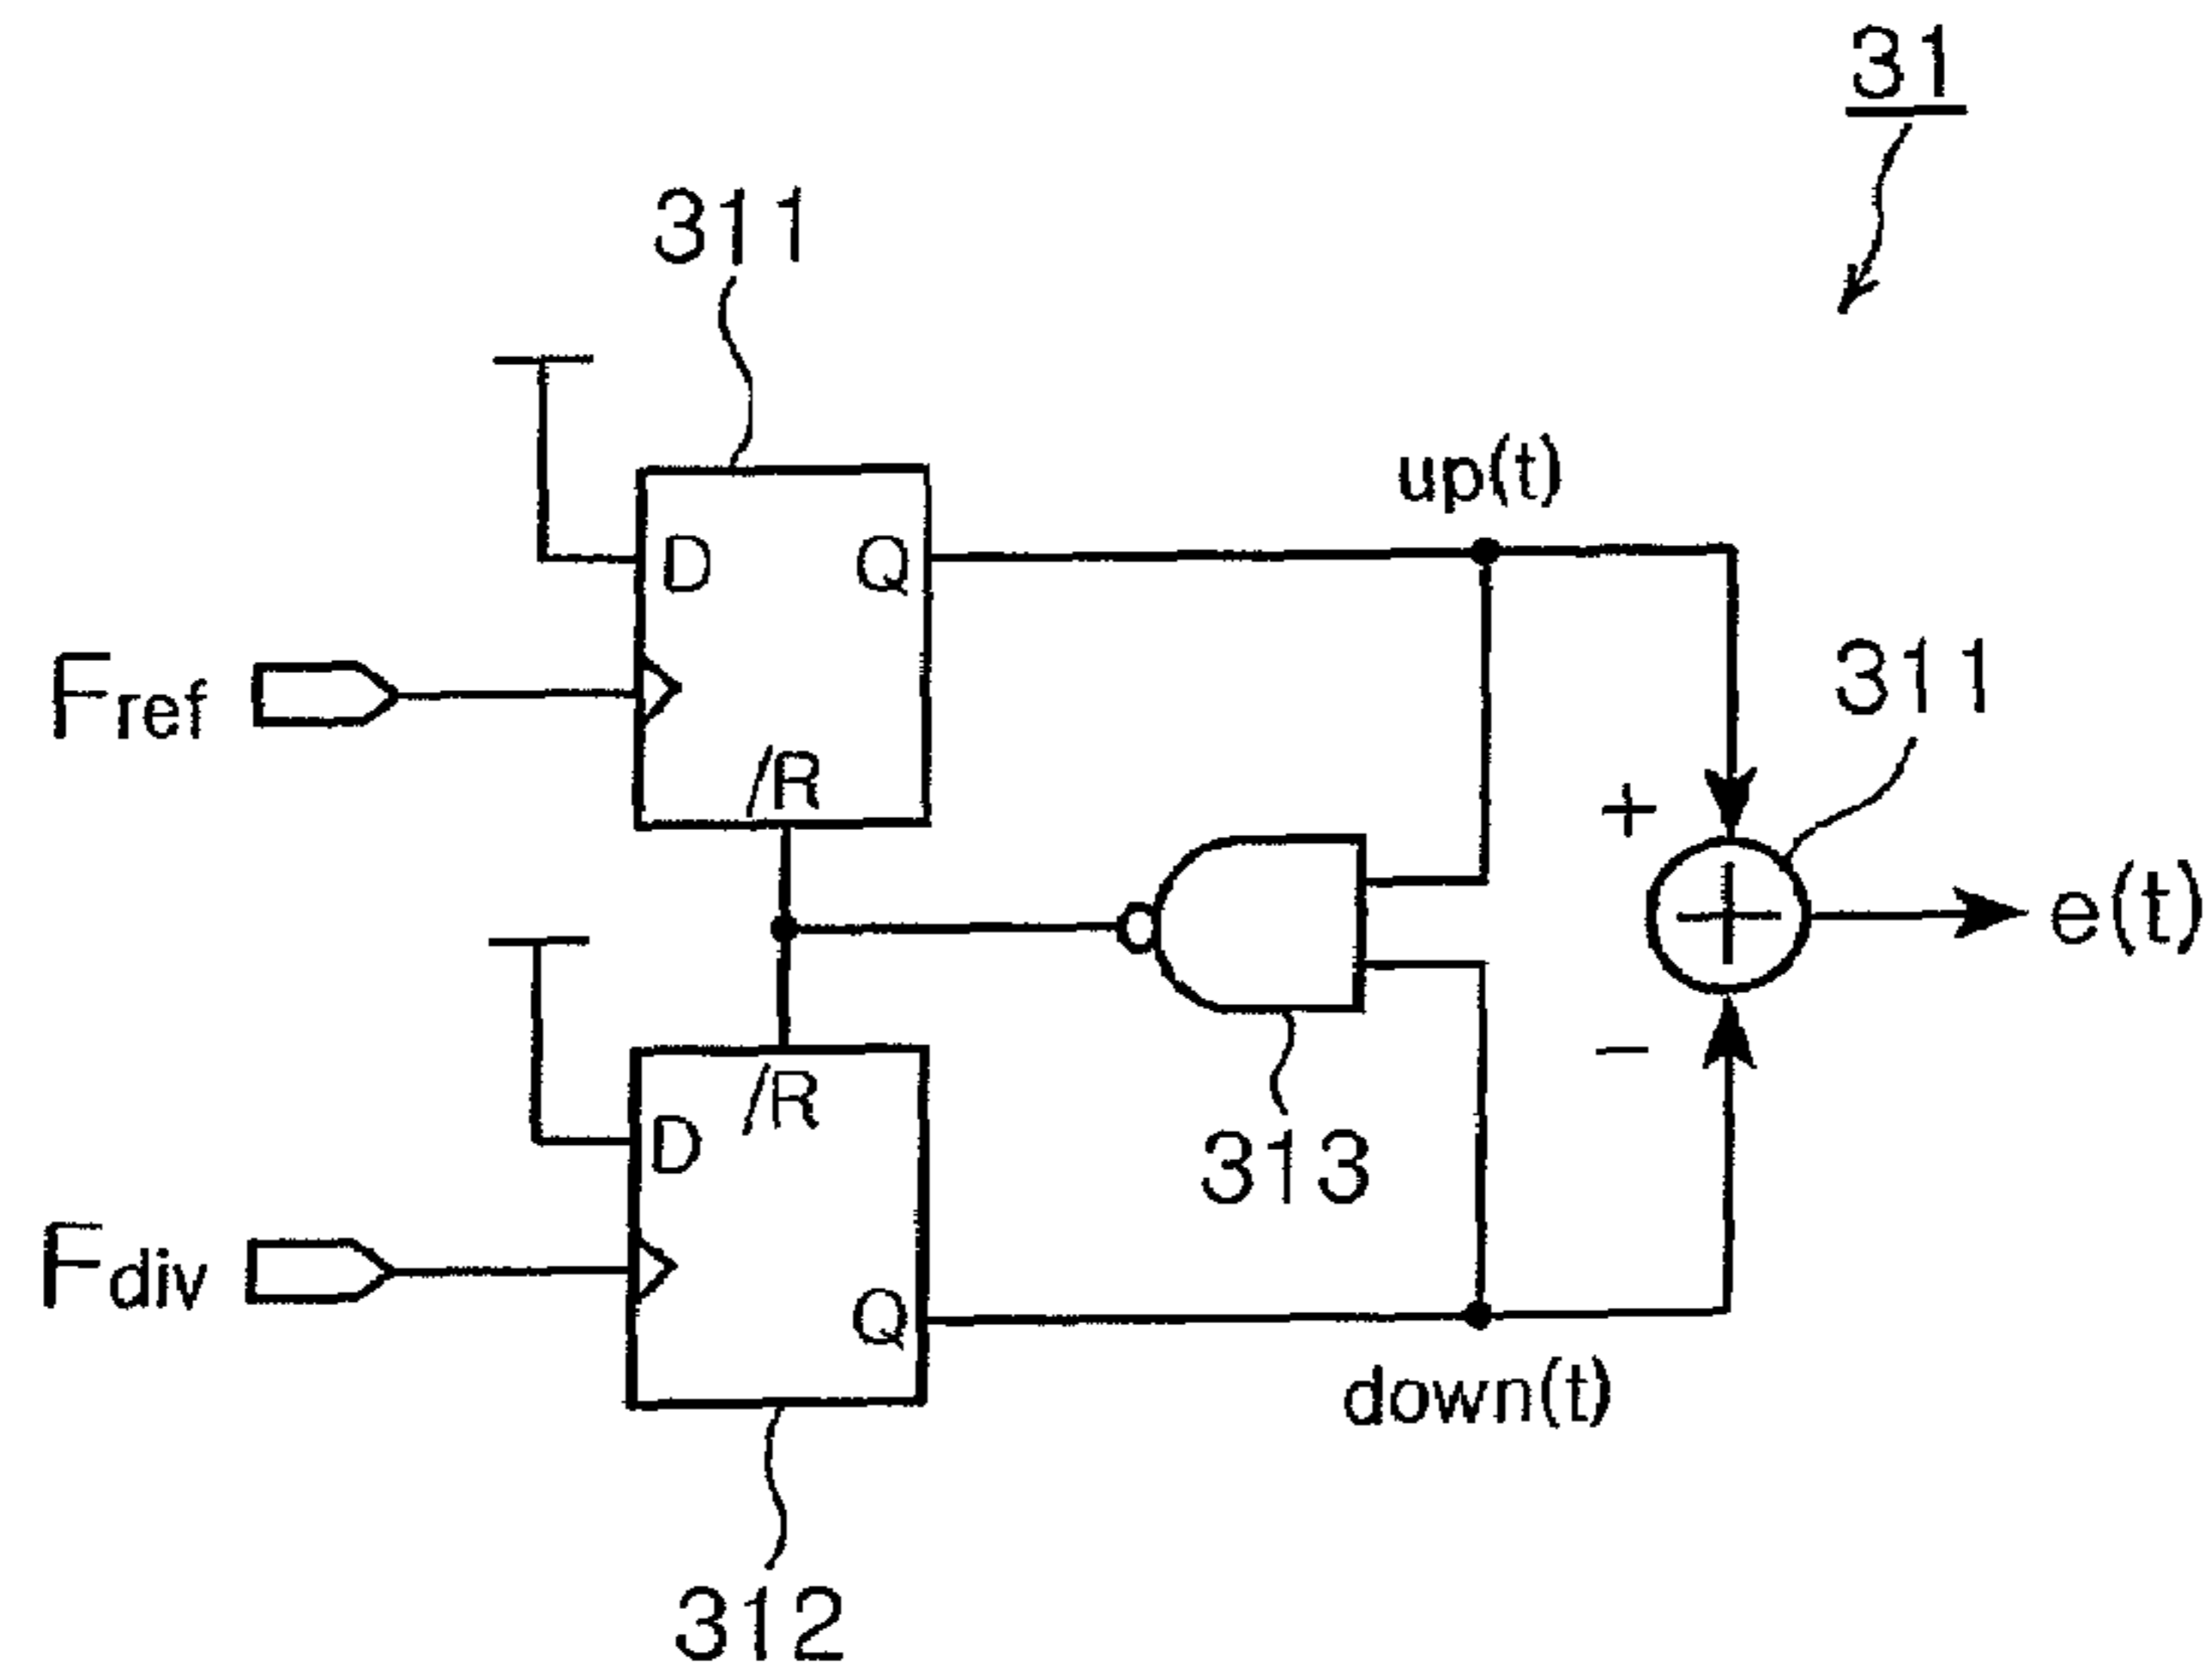 31
311
up(t)
D
Q
Fref
/R
311
+
e(t)
/R
D
−
313
Fdiv
Q
down(t)
312